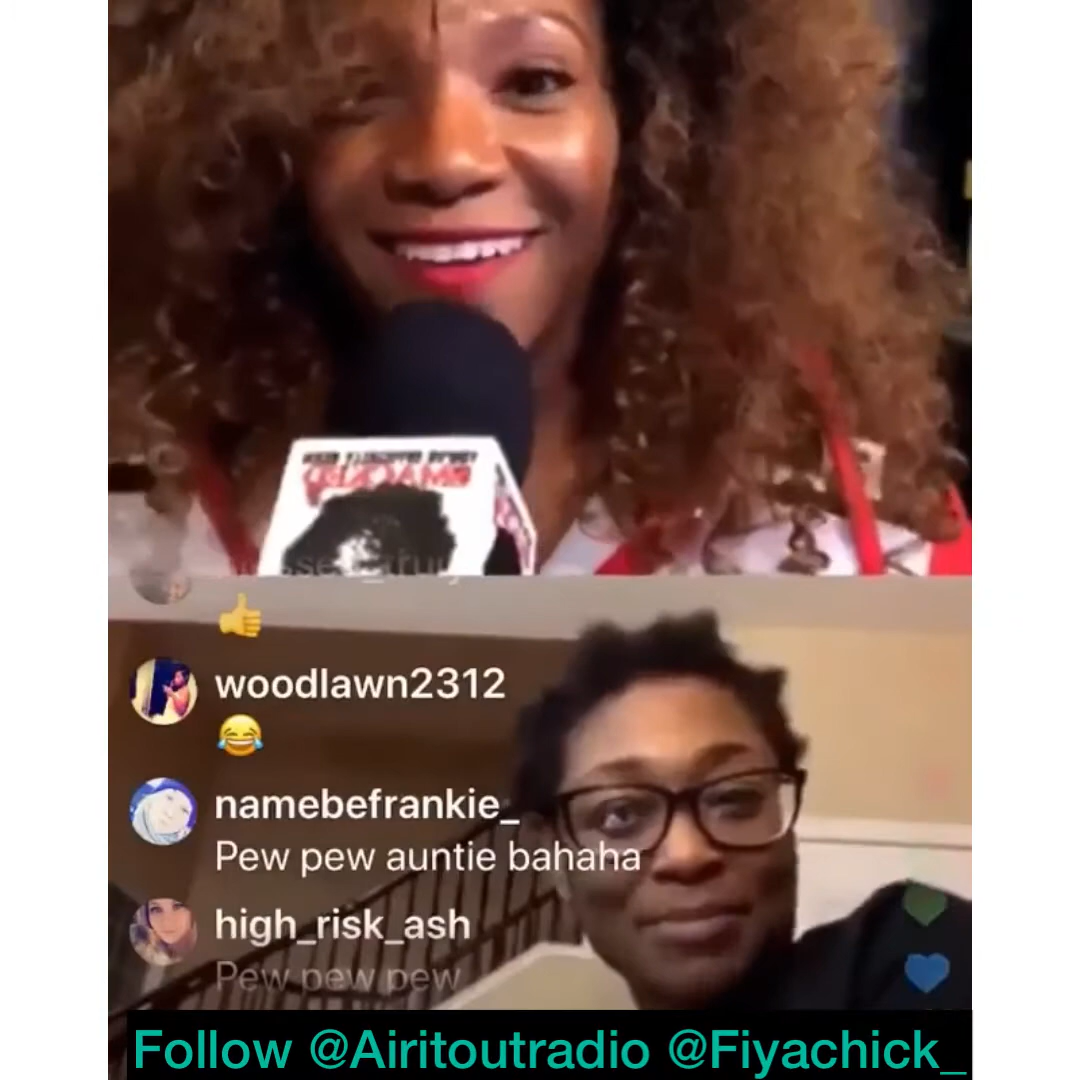 woodlawn2312
😂
namebefrankie_
Pew pew auntie bahaha
high_risk_ash
Pew pew pew
Follow @Airitoutradio @Fiyachick_